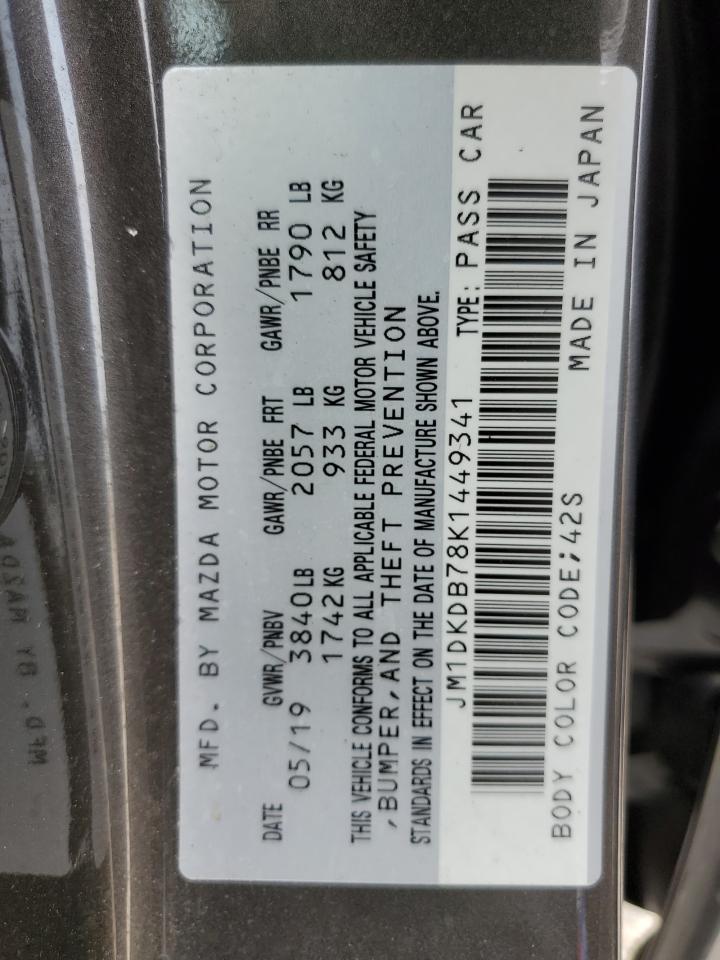 MFD. BY MAZDA MOTOR CORPORATION
DATE GVWR/PNBV GAWR/PNBE FRT GAWR/PNBE RR
05/19 3840LB 2057 LB 1790 LB
1742KG 933 KG 812 KG
THIS VEHICLE CONFORMS TO ALL APPLICABLE FEDERAL MOTOR VEHICLE SAFETY
,BUMPER,AND THEFT PREVENTION
STANDARDS IN EFFECT ON THE DATE OF MANUFACTURE SHOWN ABOVE.
JM1DKDB78K1449341 TYPE: PASS CAR
BODY COLOR CODE;42S MADE IN JAPAN